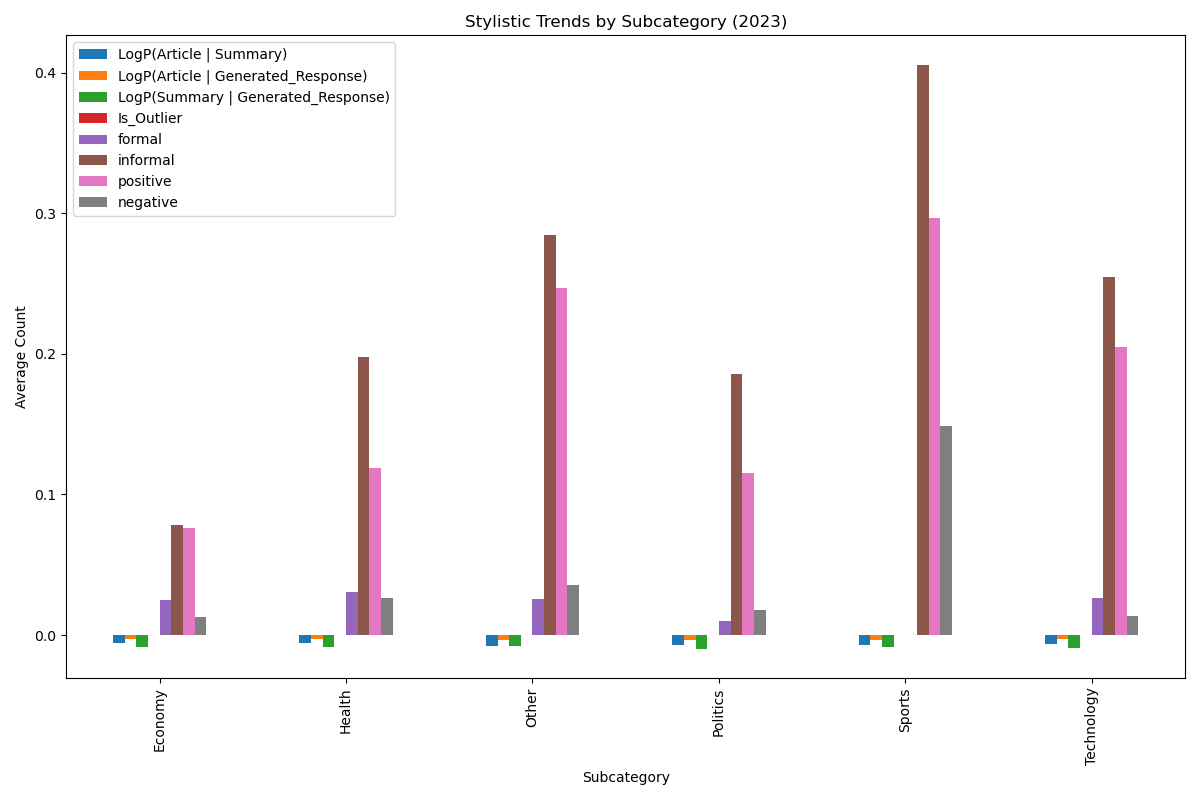 Stylistic Trends by Subcategory (2023)
LogP(Article | Summary)
LogP(Article | Generated_Response)
LogP(Summary | Generated_Response)
Is_Outlier
formal
informal
positive
negative
Average Count
0.4
0.3
0.2
0.1
0.0
Economy
Health
Other
Politics
Sports
Technology
Subcategory